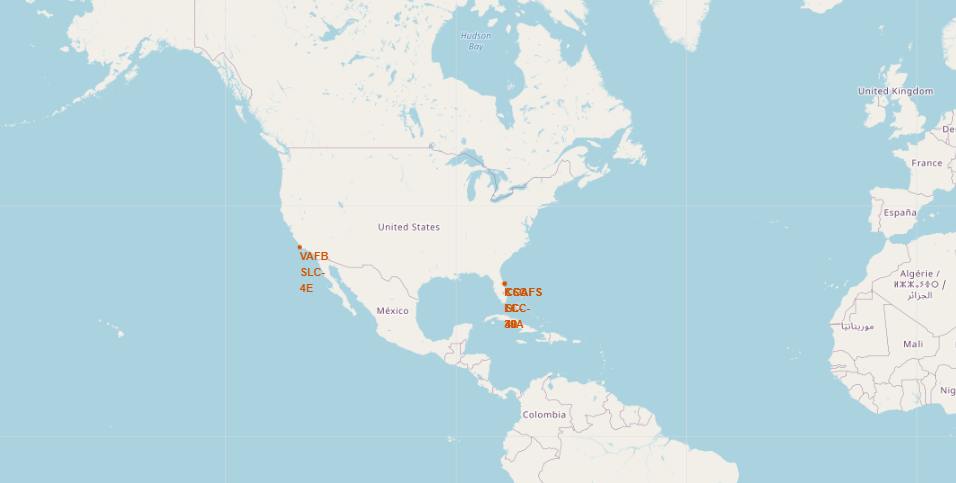 Hudson
Bay
United Kingdom
France
España
United States
VAFB
SLC-
4E
México
Algérie /
ⵍⵣⵣⴰⵢⴻⵔ /
الجزائر
موريتانيا
Mali
Colombia